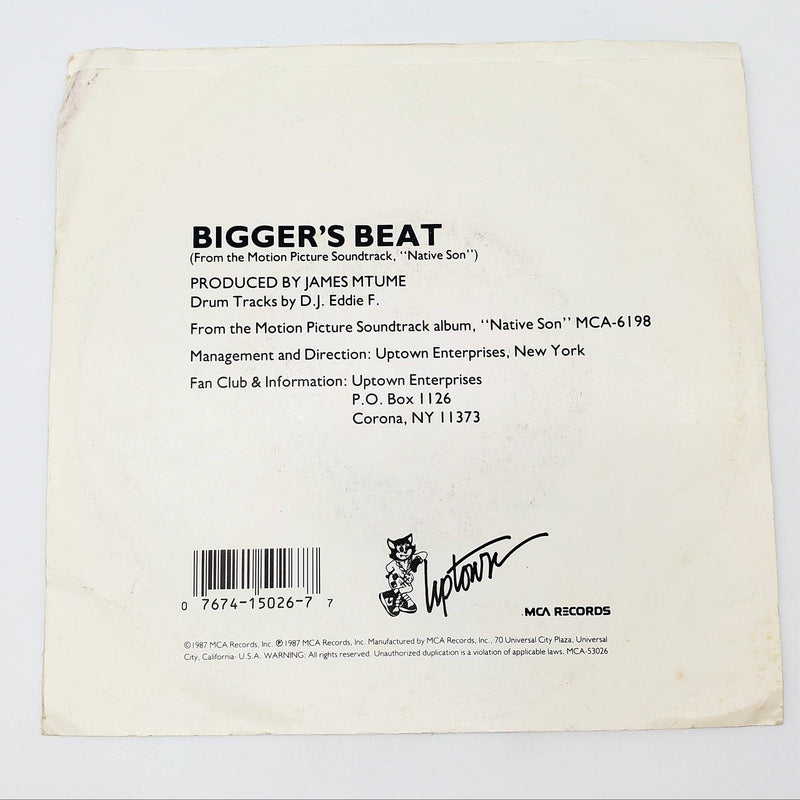 BIGGER'S BEAT
(From the Motion Picture Soundtrack, "Native Son")
PRODUCED BY JAMES MTUME
Drum Tracks by D.J. Eddie F.
From the Motion Picture Soundtrack album, "Native Son" MCA-6198
Management and Direction: Uptown Enterprises, New York
Fan Club & Information: Uptown Enterprises
P.O. Box 1126
Corona, NY 11373
Uptown
0 7674-15026-7 7
MCA RECORDS
©1987 MCA Records, Inc. ℗ 1987 MCA Records, Inc. Manufactured by MCA Records, Inc., 70 Universal City Plaza, Universal
City, California- U.S.A. WARNING: All rights reserved. Unauthorized duplication is a violation of applicable laws. MCA-53026